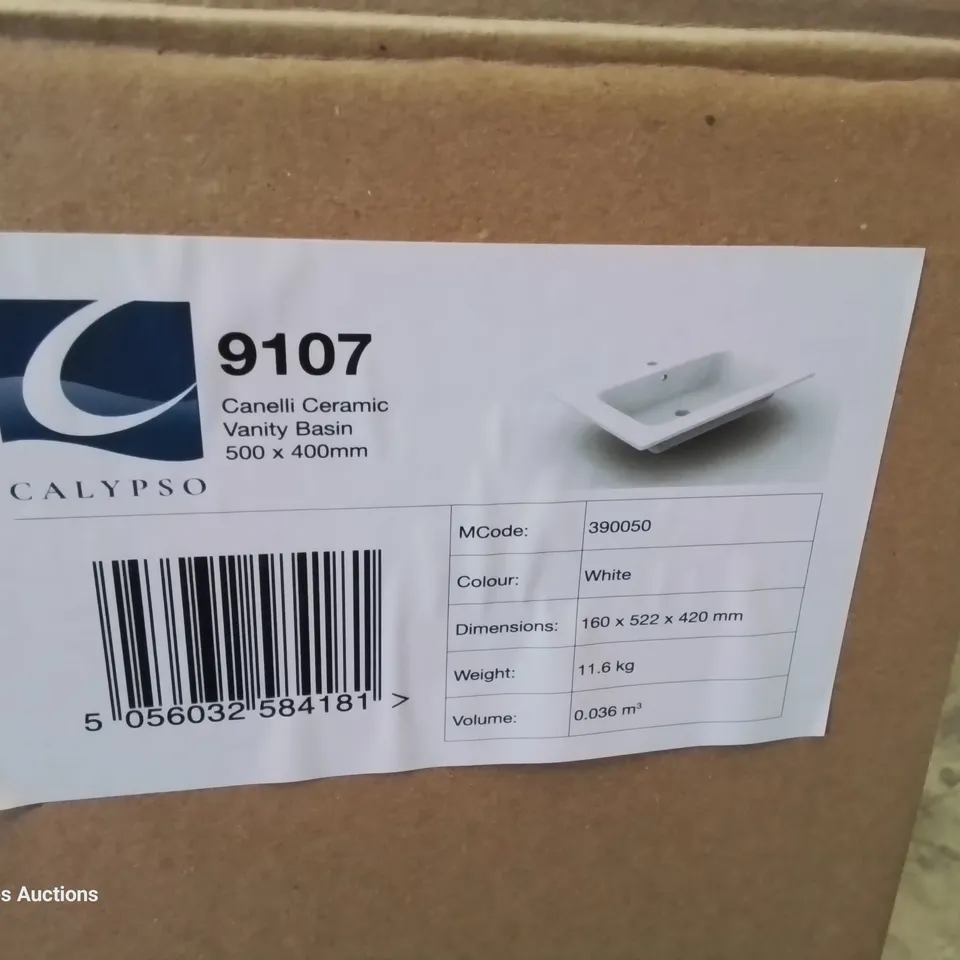 9107
Canelli Ceramic
Vanity Basin
500 x 400mm
CALYPSO
MCode: 390050
Colour: White
Dimensions: 160 x 522 x 420 mm
Weight: 11.6 kg
Volume: 0.036 m³
5 056032 584181 >
s Auctions